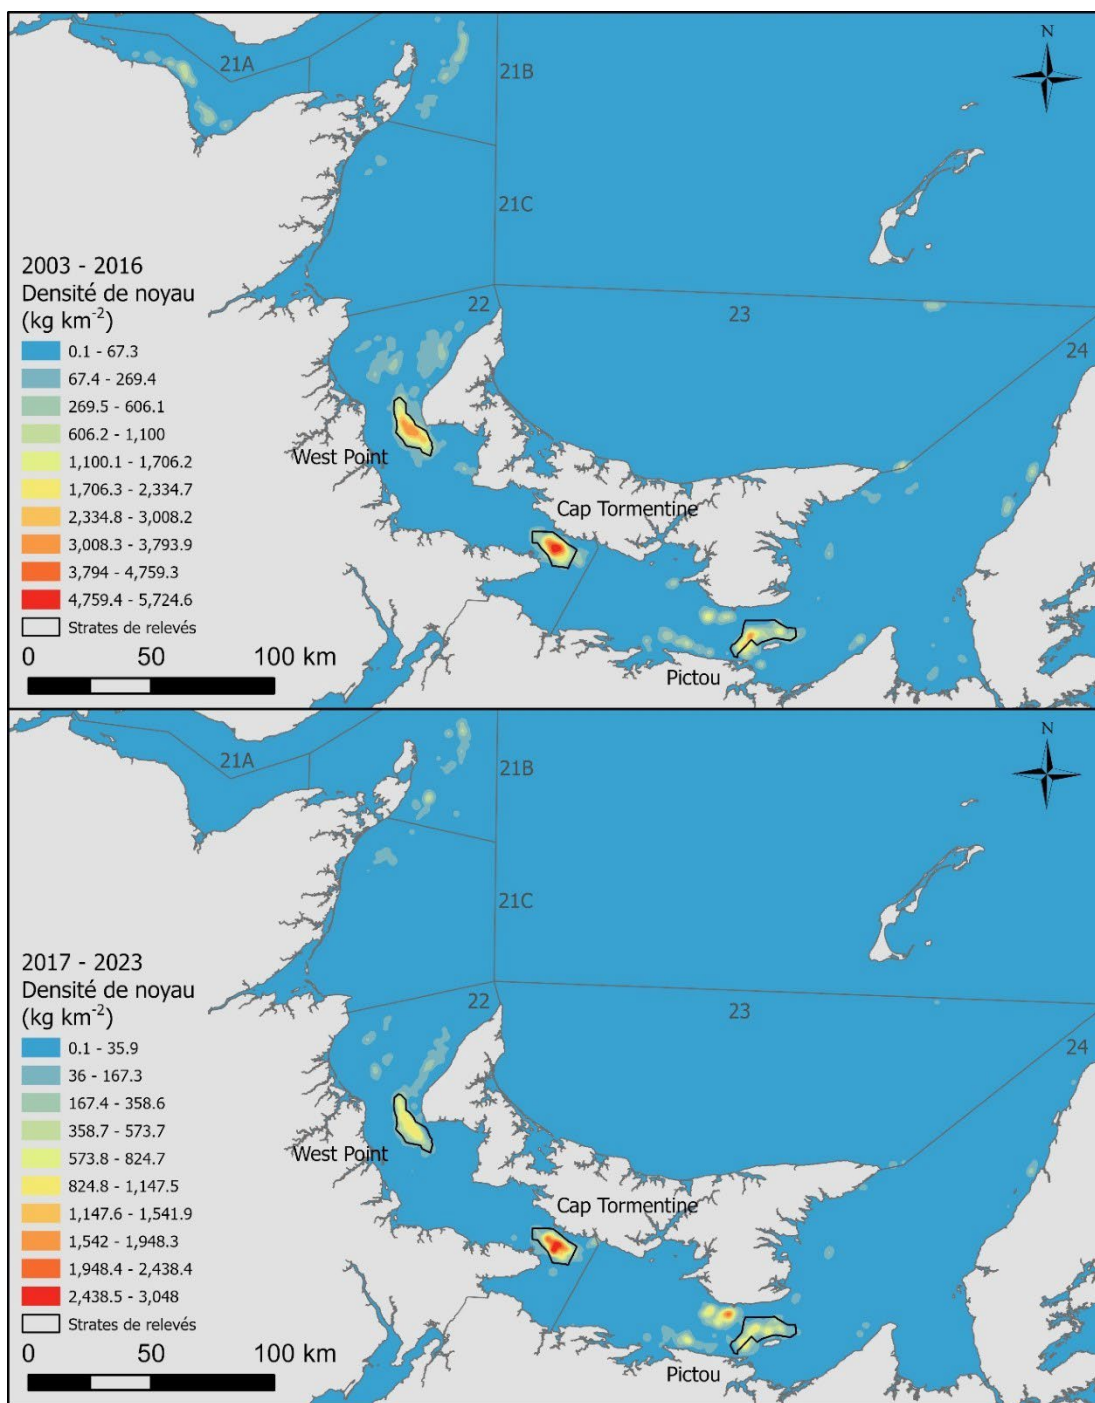 21A
21B
N
21C
2003 - 2016
Densité de noyau
(kg km-2)
0.1 - 67.3
67.4 - 269.4
269.5 - 606.1
606.2 - 1,100
1,100.1 - 1,706.2
1,706.3 - 2,334.7
2,334.8 - 3,008.2
3,008.3 - 3,793.9
3,794 - 4,759.3
4,759.4 - 5,724.6
Strates de relevés
0 50 100 km
22
23
24
West Point
Cap Tormentine
Pictou
21A
21B
N
21C
2017 - 2023
Densité de noyau
(kg km-2)
0.1 - 35.9
36 - 167.3
167.4 - 358.6
358.7 - 573.7
573.8 - 824.7
824.8 - 1,147.5
1,147.6 - 1,541.9
1,542 - 1,948.3
1,948.4 - 2,438.4
2,438.5 - 3,048
Strates de relevés
0 50 100 km
22
23
24
West Point
Cap Tormentine
Pictou